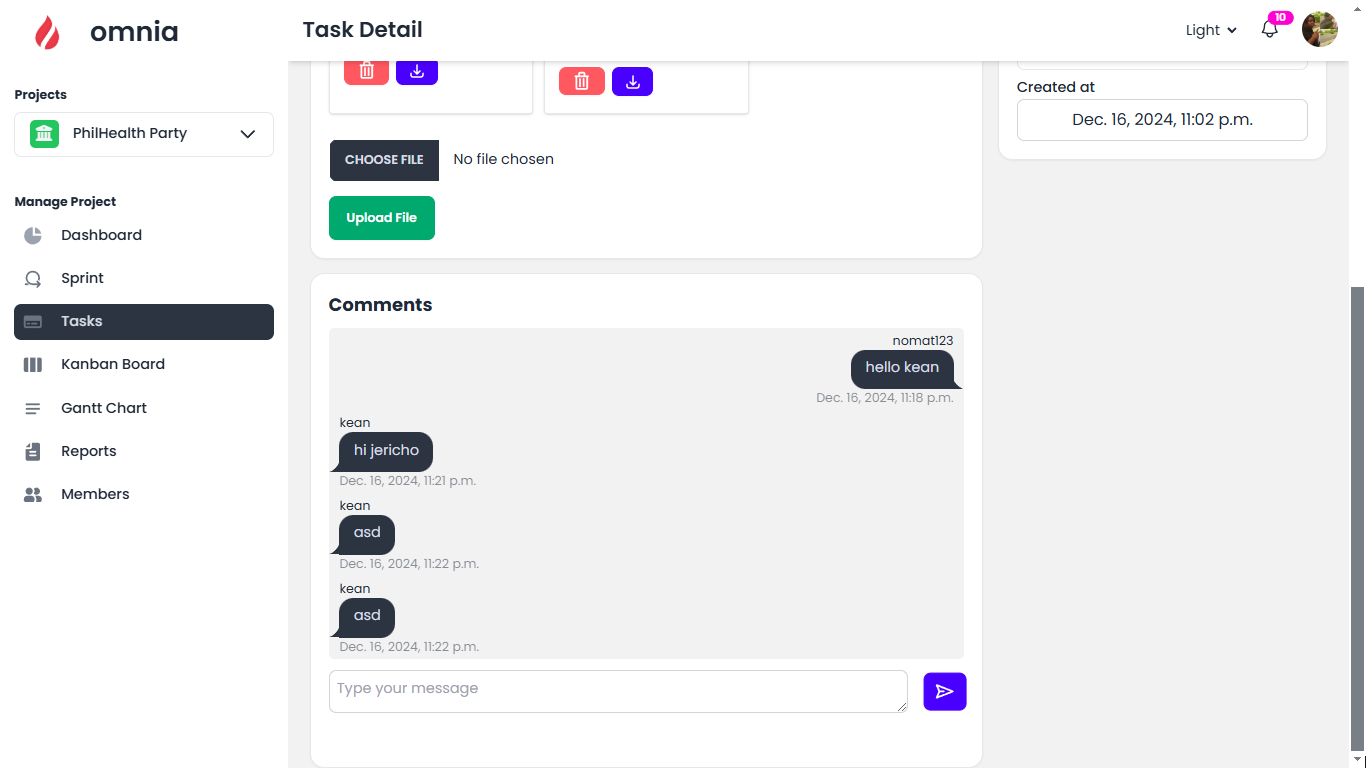 omnia
Task Detail
Light
10
Projects
PhilHealth Party
Manage Project
Dashboard
Sprint
Tasks
Kanban Board
Gantt Chart
Reports
Members
CHOOSE FILE No file chosen
Upload File
Created at
Dec. 16, 2024, 11:02 p.m.
Comments
nomat123
hello kean
Dec. 16, 2024, 11:18 p.m.
kean
hi jericho
Dec. 16, 2024, 11:21 p.m.
kean
asd
Dec. 16, 2024, 11:22 p.m.
kean
asd
Dec. 16, 2024, 11:22 p.m.
Type your message